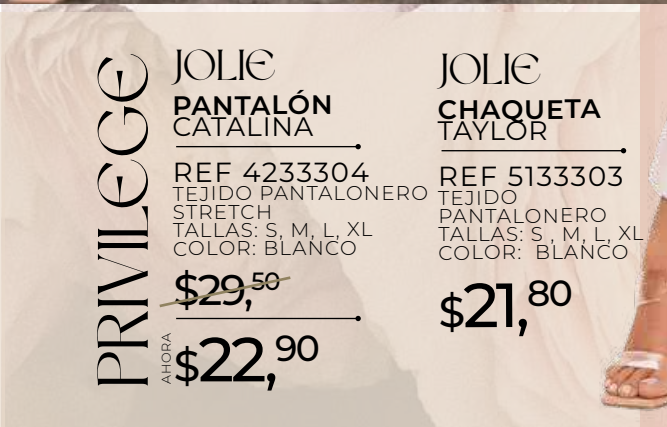 PRIVILEGE
JOLIE
PANTALÓN
CATALINA
REF 4233304
TEJIDO PANTALONERO
STRETCH
TALLAS: S, M, L, XL
COLOR: BLANCO
$29,50
AHORA
$22,90
JOLIE
CHAQUETA
TAYLOR
REF 5133303
TEJIDO
PANTALONERO
TALLAS: S , M, L, XL
COLOR: BLANCO
$21,80